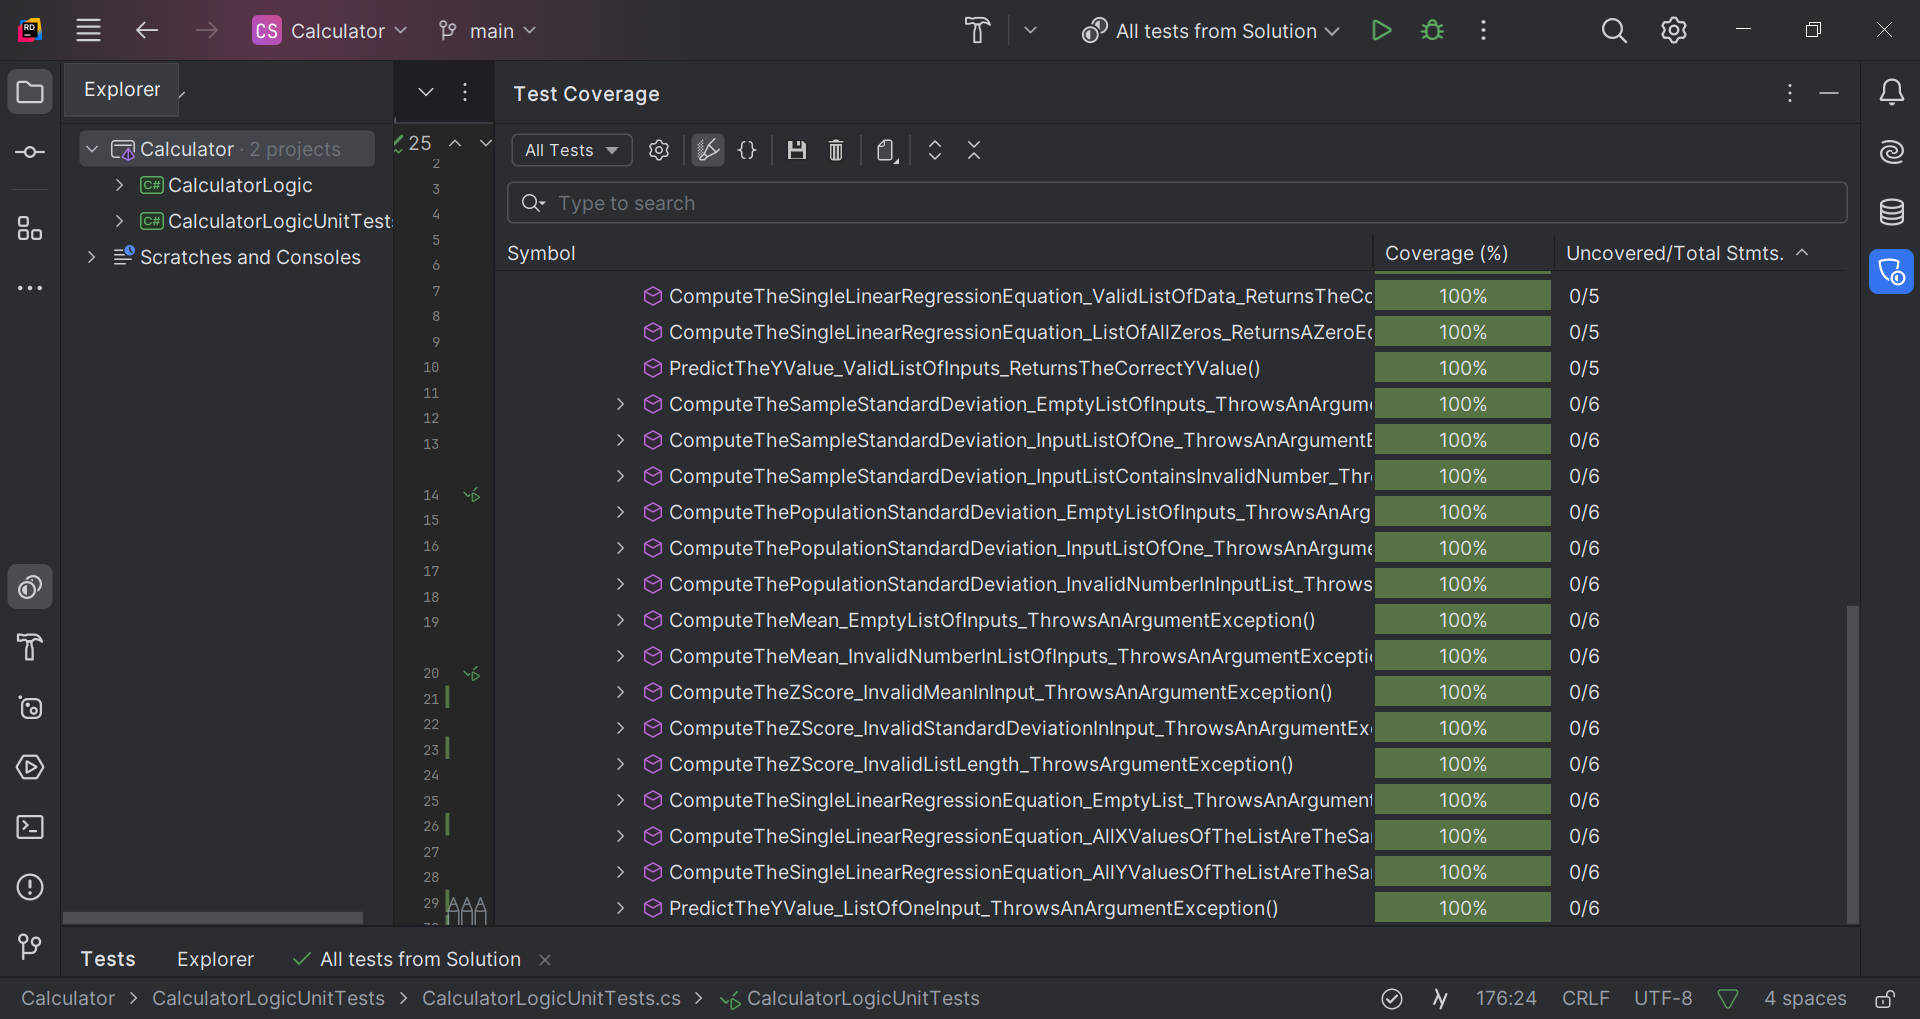 CS Calculator main All tests from Solution
Explorer
Test Coverage
25
All Tests
Type to search
Symbol Coverage (%) Uncovered/Total Stmts.
Calculator · 2 projects
CalculatorLogic
CalculatorLogicUnitTests
Scratches and Consoles
2
3
4
5
6
7
8
9
10
11
12
13
14
15
16
17
18
19
20
21
22
23
24
25
26
27
28
29
ComputeTheSingleLinearRegressionEquation_ValidListOfData_ReturnsTheCo 100% 0/5
ComputeTheSingleLinearRegressionEquation_ListOfAllZeros_ReturnsAZeroEq 100% 0/5
PredictTheYValue_ValidListOfInputs_ReturnsTheCorrectYValue() 100% 0/5
ComputeTheSampleStandardDeviation_EmptyListOfInputs_ThrowsAnArgume 100% 0/6
ComputeTheSampleStandardDeviation_InputListOfOne_ThrowsAnArgumentE 100% 0/6
ComputeTheSampleStandardDeviation_InputListContainsInvalidNumber_Thr 100% 0/6
ComputeThePopulationStandardDeviation_EmptyListOfInputs_ThrowsAnArg 100% 0/6
ComputeThePopulationStandardDeviation_InputListOfOne_ThrowsAnArgume 100% 0/6
ComputeThePopulationStandardDeviation_InvalidNumberInInputList_Throws 100% 0/6
ComputeTheMean_EmptyListOfInputs_ThrowsAnArgumentException() 100% 0/6
ComputeTheMean_InvalidNumberInListOfInputs_ThrowsAnArgumentExcepti 100% 0/6
ComputeTheZScore_InvalidMeanInInput_ThrowsAnArgumentException() 100% 0/6
ComputeTheZScore_InvalidStandardDeviationInInput_ThrowsAnArgumentEx 100% 0/6
ComputeTheZScore_InvalidListLength_ThrowsArgumentException() 100% 0/6
ComputeTheSingleLinearRegressionEquation_EmptyList_ThrowsAnArgument 100% 0/6
ComputeTheSingleLinearRegressionEquation_AllXValuesOfTheListAreTheSa 100% 0/6
ComputeTheSingleLinearRegressionEquation_AllYValuesOfTheListAreTheSa 100% 0/6
PredictTheYValue_ListOfOneInput_ThrowsAnArgumentException() 100% 0/6
Tests Explorer All tests from Solution
Calculator > CalculatorLogicUnitTests > CalculatorLogicUnitTests.cs > CalculatorLogicUnitTests 176:24 CRLF UTF-8 4 spaces